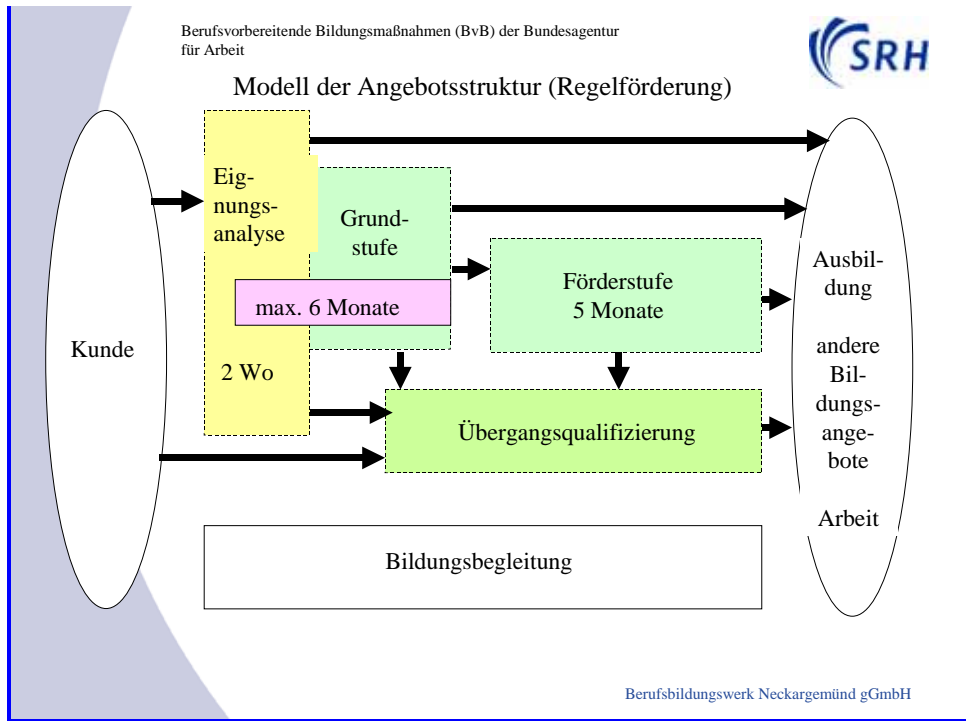 Berufsvorbereitende Bildungsmaßnahmen (BvB) der Bundesagentur
für Arbeit
SRH
Modell der Angebotsstruktur (Regelförderung)
Kunde
Eig-
nungs-
analyse
2 Wo
Grund-
stufe
max. 6 Monate
Förderstufe
5 Monate
Übergangsqualifizierung
Bildungsbegleitung
Ausbil-
dung
andere
Bil-
dungs-
ange-
bote
Arbeit
Berufsbildungswerk Neckargemünd gGmbH